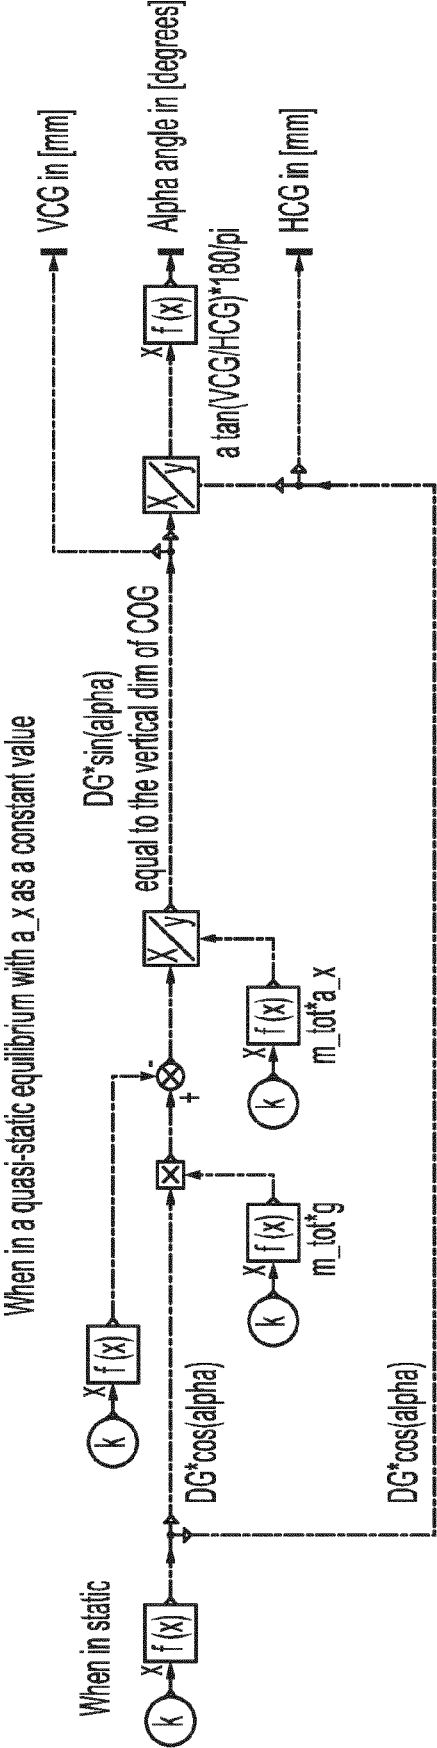 When in a quasi-static equilibrium with a_x as a constant value
When in static
k
x
f(x)
DG*cos(alpha)
DG*cos(alpha)
k
x
f(x)
k
x
f(x)
m_tot*g
-
+
k
x
f(x)
m_tot*a_x
X/y
DG*sin(alpha)
equal to the vertical dim of COG
X/y
x
f(x)
a tan(VCG/HCG)*180/pi
VCG in [mm]
Alpha angle in [degrees]
HCG in [mm]